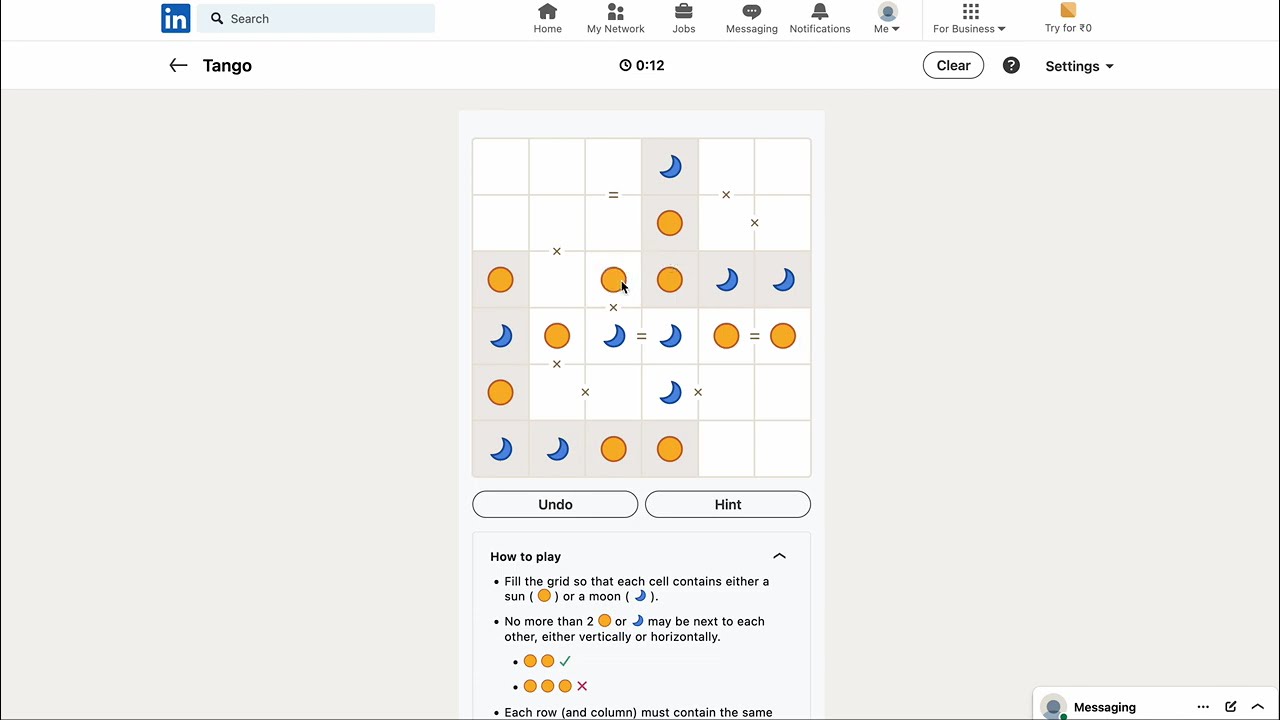 in
Search
Home
My Network
Jobs
Messaging
Notifications
Me
For Business
Try for ₹0
Tango
0:12
Clear
?
Settings
=
×
×
×
×
=
=
×
×
×
Undo
Hint
How to play
• Fill the grid so that each cell contains either a
sun ( ) or a moon ( ).
• No more than 2 or may be next to each
other, either vertically or horizontally.
• Each row (and column) must contain the same
Messaging